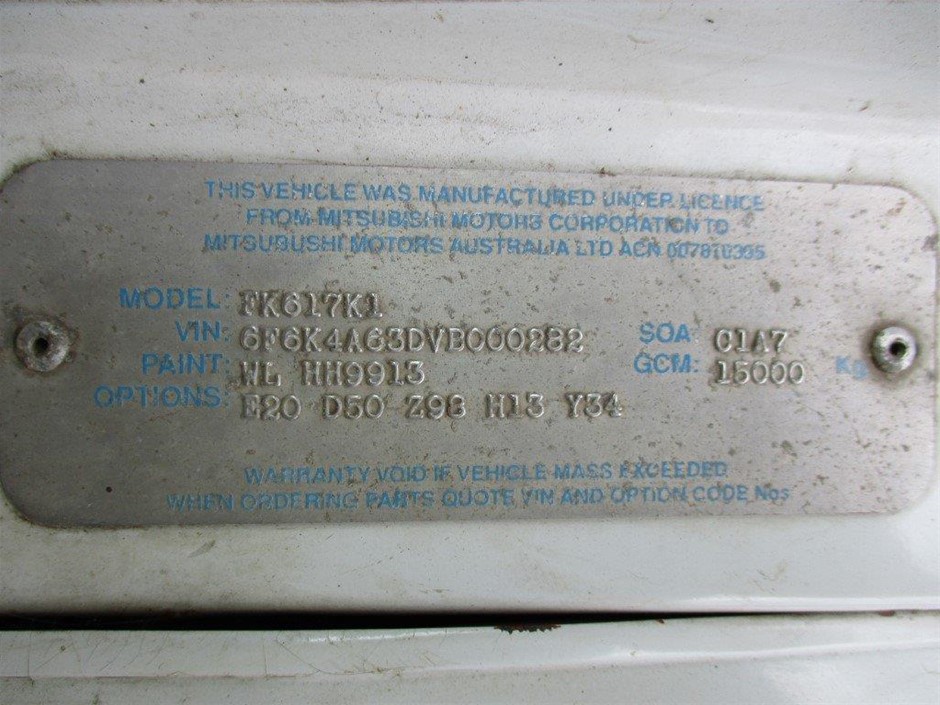 THIS VEHICLE WAS MANUFACTURED UNDER LICENCE
FROM MITSUBISHI MOTORS CORPORATION TO
MITSUBUSHI MOTORS AUSTRALIA LTD ACN 007810395
MODEL: FK617K1
VIN: 6F6K4A63DVB000282 SOA: C1A7
PAINT: WL HH9913 GCM: 15000 Kg
OPTIONS: E20 D50 Z98 H13 Y34
WARRANTY VOID IF VEHICLE MASS EXCEEDED
WHEN ORDERING PARTS QUOTE VIN AND OPTION CODE Nos